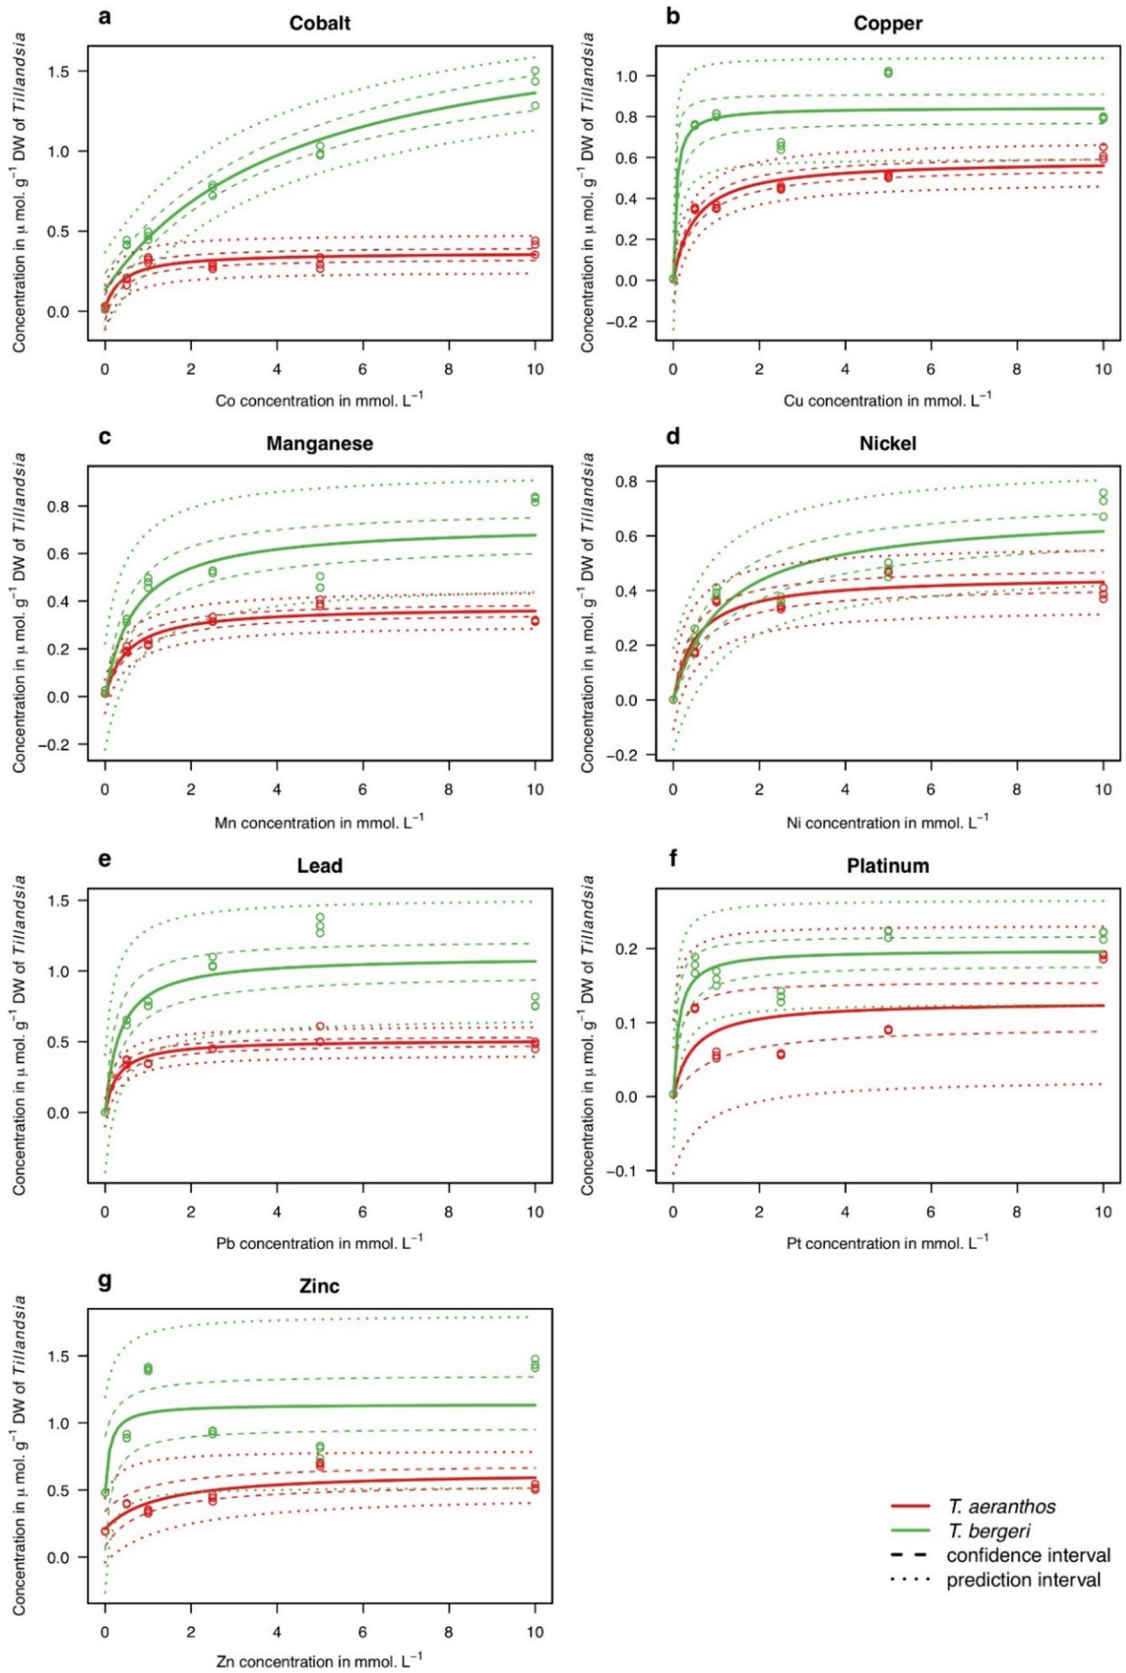 a
Cobalt
Concentration in μ mol. g⁻¹ DW of Tillandsia
1.5
1.0
0.5
0.0
0 2 4 6 8 10
Co concentration in mmol. L⁻¹
b
Copper
Concentration in μ mol. g⁻¹ DW of Tillandsia
1.0
0.8
0.6
0.4
0.2
0.0
−0.2
0 2 4 6 8 10
Cu concentration in mmol. L⁻¹
c
Manganese
Concentration in μ mol. g⁻¹ DW of Tillandsia
0.8
0.6
0.4
0.2
0.0
−0.2
0 2 4 6 8 10
Mn concentration in mmol. L⁻¹
d
Nickel
Concentration in μ mol. g⁻¹ DW of Tillandsia
0.8
0.6
0.4
0.2
0.0
−0.2
0 2 4 6 8 10
Ni concentration in mmol. L⁻¹
e
Lead
Concentration in μ mol. g⁻¹ DW of Tillandsia
1.5
1.0
0.5
0.0
0 2 4 6 8 10
Pb concentration in mmol. L⁻¹
f
Platinum
Concentration in μ mol. g⁻¹ DW of Tillandsia
0.2
0.1
0.0
−0.1
0 2 4 6 8 10
Pt concentration in mmol. L⁻¹
g
Zinc
Concentration in μ mol. g⁻¹ DW of Tillandsia
1.5
1.0
0.5
0.0
0 2 4 6 8 10
Zn concentration in mmol. L⁻¹
T. aeranthos
T. bergeri
confidence interval
prediction interval